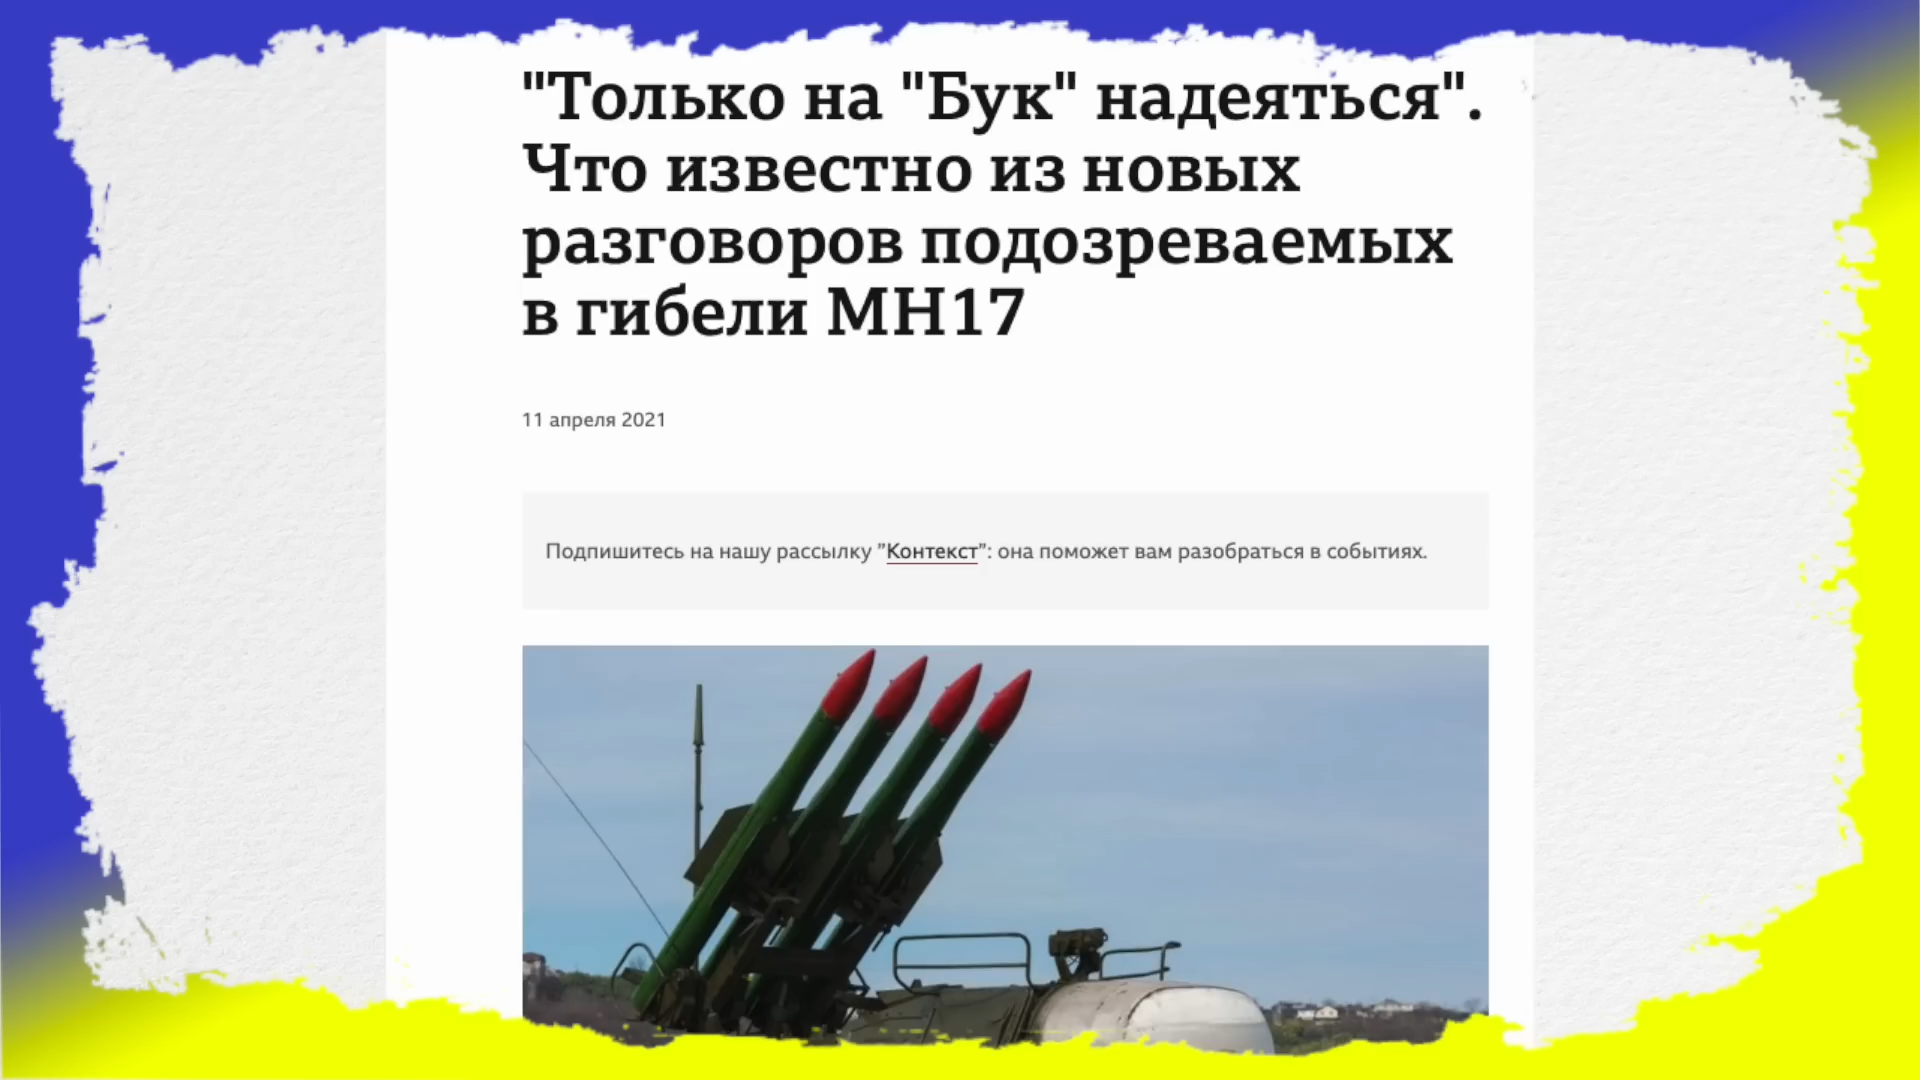 "Только на "Бук" надеяться".
Что известно из новых
разговоров подозреваемых
в гибели MH17
11 апреля 2021
Подпишитесь на нашу рассылку ”Контекст”: она поможет вам разобраться в событиях.